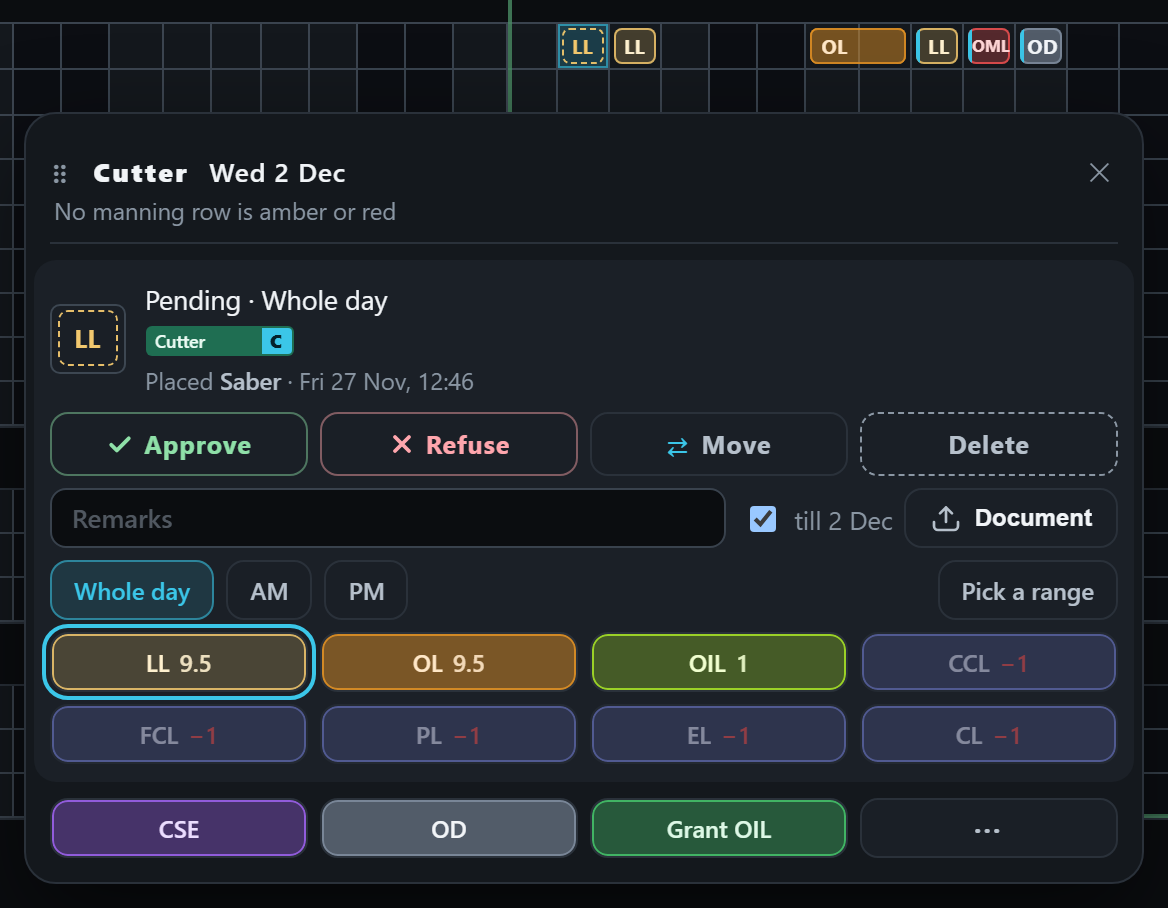 LL LL OL LL OML OD
Cutter Wed 2 Dec
No manning row is amber or red
LL
Pending · Whole day
Cutter C
Placed Saber · Fri 27 Nov, 12:46
Approve Refuse Move Delete
Remarks till 2 Dec Document
Whole day AM PM Pick a range
LL 9.5 OL 9.5 OIL 1 CCL −1
FCL −1 PL −1 EL −1 CL −1
CSE OD Grant OIL ...